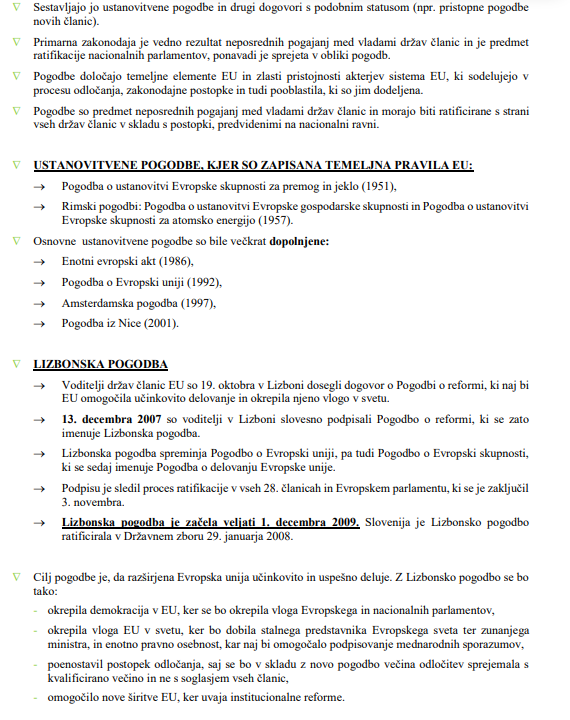 ∇ Sestavljajo jo ustanovitvene pogodbe in drugi dogovori s podobnim statusom (npr. pristopne pogodbe
novih članic).
∇ Primarna zakonodaja je vedno rezultat neposrednih pogajanj med vladami držav članic in je predmet
ratifikacije nacionalnih parlamentov, ponavadi je sprejeta v obliki pogodb.
∇ Pogodbe določajo temeljne elemente EU in zlasti pristojnosti akterjev sistema EU, ki sodelujejo v
procesu odločanja, zakonodajne postopke in tudi pooblastila, ki so jim dodeljena.
∇ Pogodbe so predmet neposrednih pogajanj med vladami držav članic in morajo biti ratificirane s strani
vseh držav članic v skladu s postopki, predvidenimi na nacionalni ravni.
∇ USTANOVITVENE POGODBE, KJER SO ZAPISANA TEMELJNA PRAVILA EU:
→ Pogodba o ustanovitvi Evropske skupnosti za premog in jeklo (1951),
→ Rimski pogodbi: Pogodba o ustanovitvi Evropske gospodarske skupnosti in Pogodba o ustanovitvi
Evropske skupnosti za atomsko energijo (1957).
∇ Osnovne ustanovitvene pogodbe so bile večkrat dopolnjene:
→ Enotni evropski akt (1986),
→ Pogodba o Evropski uniji (1992),
→ Amsterdamska pogodba (1997),
→ Pogodba iz Nice (2001).
∇ LIZBONSKA POGODBA
→ Voditelji držav članic EU so 19. oktobra v Lizboni dosegli dogovor o Pogodbi o reformi, ki naj bi
EU omogočila učinkovito delovanje in okrepila njeno vlogo v svetu.
→ 13. decembra 2007 so voditelji v Lizboni slovesno podpisali Pogodbo o reformi, ki se zato
imenuje Lizbonska pogodba.
→ Lizbonska pogodba spreminja Pogodbo o Evropski uniji, pa tudi Pogodbo o Evropski skupnosti,
ki se sedaj imenuje Pogodba o delovanju Evropske unije.
→ Podpisu je sledil proces ratifikacije v vseh 28. članicah in Evropskem parlamentu, ki se je zaključil
3. novembra.
→ Lizbonska pogodba je začela veljati 1. decembra 2009. Slovenija je Lizbonsko pogodbo
ratificirala v Državnem zboru 29. januarja 2008.
∇ Cilj pogodbe je, da razširjena Evropska unija učinkovito in uspešno deluje. Z Lizbonsko pogodbo se bo
tako:
- okrepila demokracija v EU, ker se bo okrepila vloga Evropskega in nacionalnih parlamentov,
- okrepila vloga EU v svetu, ker bo dobila stalnega predstavnika Evropskega sveta ter zunanjega
ministra, in enotno pravno osebnost, kar naj bi omogočalo podpisovanje mednarodnih sporazumov,
- poenostavil postopek odločanja, saj se bo v skladu z novo pogodbo večina odločitev sprejemala s
kvalificirano večino in ne s soglasjem vseh članic,
- omogočilo nove širitve EU, ker uvaja institucionalne reforme.